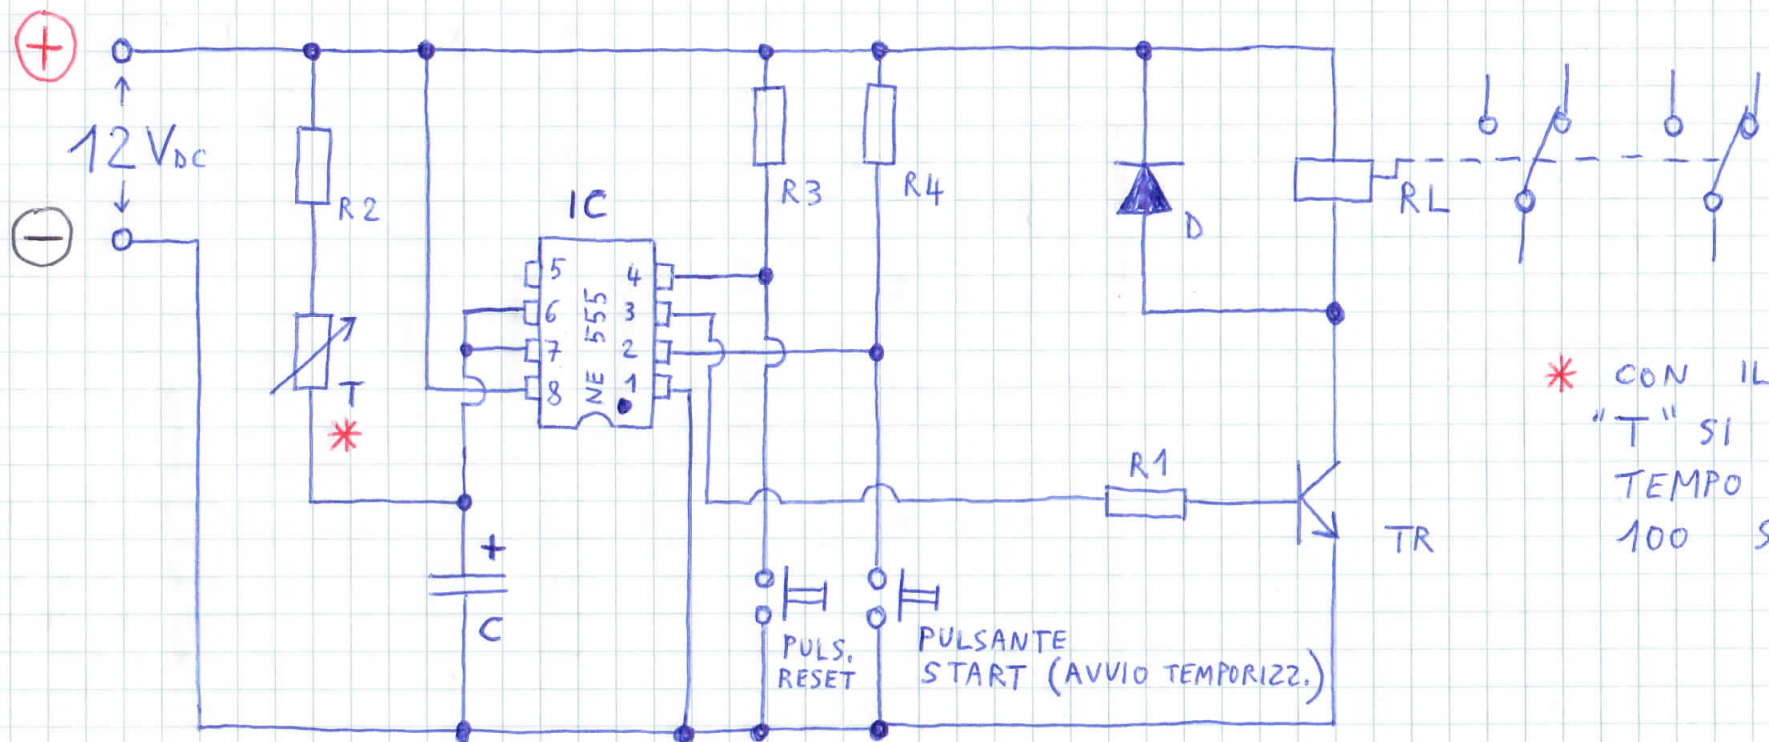 +
12 VDC
−
R2
T
*
IC
5
6
7
8
NE 555
4
3
2
1
+
C
R3
R4
PULS.
RESET
PULSANTE
START (AVVIO TEMPORIZZ.)
D
RL
R1
TR
* CON IL
"T" SI
TEMPO
100 S